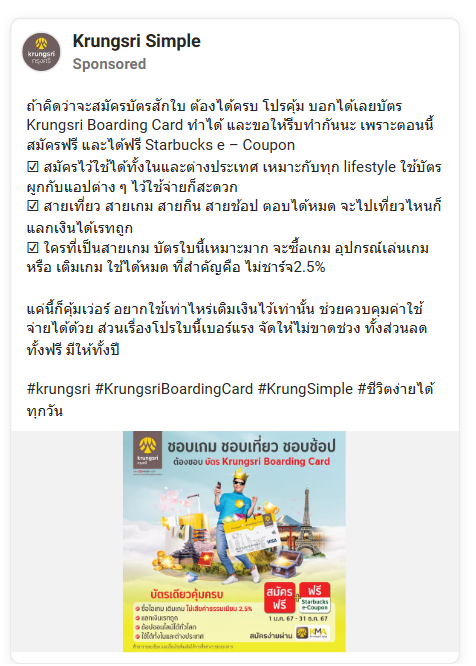 Krungsri Simple
Sponsored
krungsri
กรุงศรี
ถ้าคิดว่าจะสมัครบัตรสักใบ ต้องได้ครบ โปรคุ้ม บอกได้เลยบัตร
Krungsri Boarding Card ทำได้ และขอให้รีบทำกันนะ เพราะตอนนี้
สมัครฟรี และได้ฟรี Starbucks e – Coupon
☑ สมัครไว้ใช้ได้ทั้งในและต่างประเทศ เหมาะกับทุก lifestyle ใช้บัตร
ผูกกับแอปต่าง ๆ ไว้ใช้จ่ายก็สะดวก
☑ สายเที่ยว สายเกม สายกิน สายช้อป ตอบได้หมด จะไปเที่ยวไหนก็
แลกเงินได้เรทถูก
☑ ใครที่เป็นสายเกม บัตรใบนี้เหมาะมาก จะซื้อเกม อุปกรณ์เล่นเกม
หรือ เติมเกม ใช้ได้หมด ที่สำคัญคือ ไม่ชาร์จ2.5%
แค่นี้ก็คุ้มเว่อร์ อยากใช้เท่าไหร่เติมเงินไว้เท่านั้น ช่วยควบคุมค่าใช้
จ่ายได้ด้วย ส่วนเรื่องโปรใบนี้เบอร์แรง จัดให้ไม่ขาดช่วง ทั้งส่วนลด
ทั้งฟรี มีให้ทั้งปี
#krungsri #KrungsriBoardingCard #KrungSimple #ชีวิตง่ายได้
ทุกวัน
krungsri
กรุงศรี
ชอบเกม ชอบเที่ยว ชอบช้อป
ต้องชอบ บัตร Krungsri Boarding Card
VISA
บัตรเดียวคุ้มครบ
ซื้อไอเทม เติมเกม ไม่เสียค่าธรรมเนียม 2.5%
แลกเงินเรทถูก
ช้อปออนไลน์ได้ทั่วโลก
ใช้ได้ทั้งในและต่างประเทศ
สมัคร
ฟรี
ฟรี
Starbucks
e-Coupon
1 ม.ค. 67 - 31 ธ.ค. 67
สมัครง่ายผ่าน
KMA